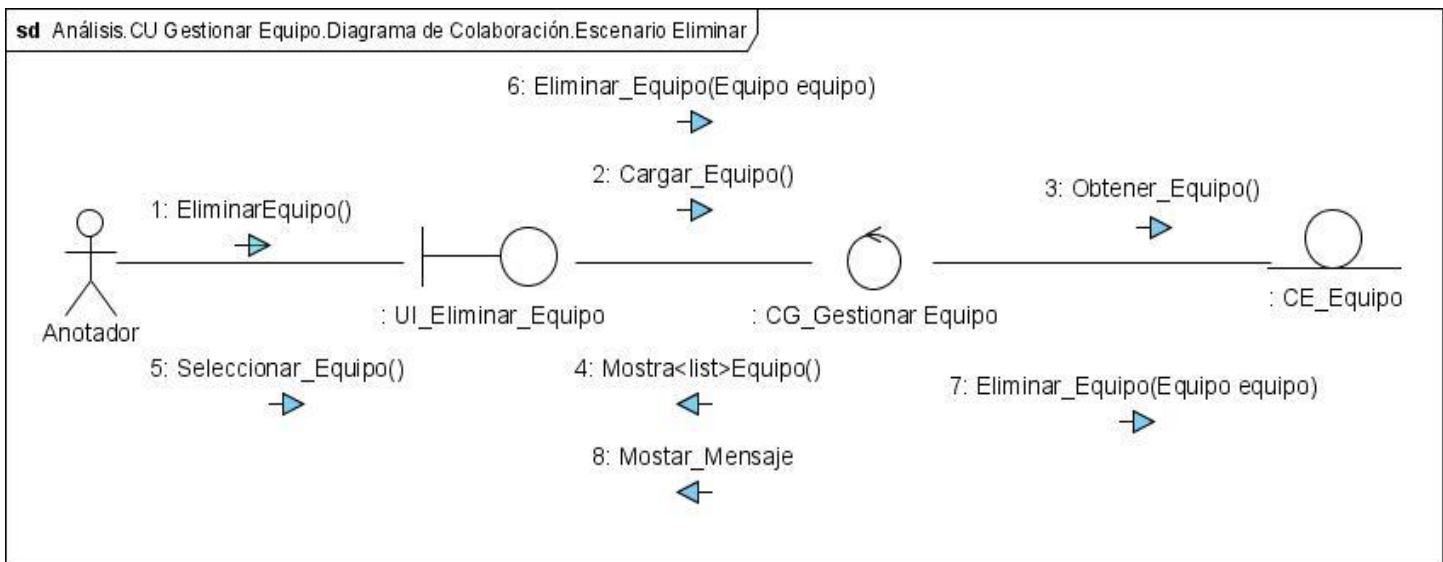 sd Análisis.CU Gestionar Equipo.Diagrama de Colaboración.Escenario Eliminar
6: Eliminar_Equipo(Equipo equipo)
2: Cargar_Equipo()
3: Obtener_Equipo()
1: EliminarEquipo()
: CE_Equipo
: UI_Eliminar_Equipo
: CG_Gestionar Equipo
Anotador
5: Seleccionar_Equipo()
4: Mostra<list>Equipo()
7: Eliminar_Equipo(Equipo equipo)
8: Mostar_Mensaje